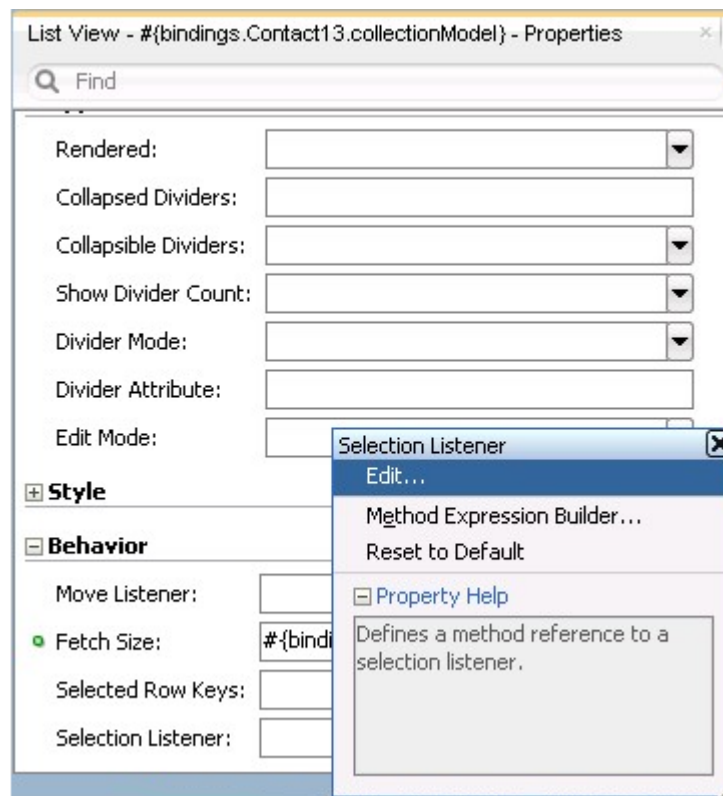 List View - #{bindings.Contact13.collectionModel} - Properties
Find
Rendered:
Collapsed Dividers:
Collapsible Dividers:
Show Divider Count:
Divider Mode:
Divider Attribute:
Edit Mode:
Style
Behavior
Move Listener:
Fetch Size: #{bindi
Selected Row Keys:
Selection Listener:
Selection Listener
Edit...
Method Expression Builder...
Reset to Default
Property Help
Defines a method reference to a
selection listener.